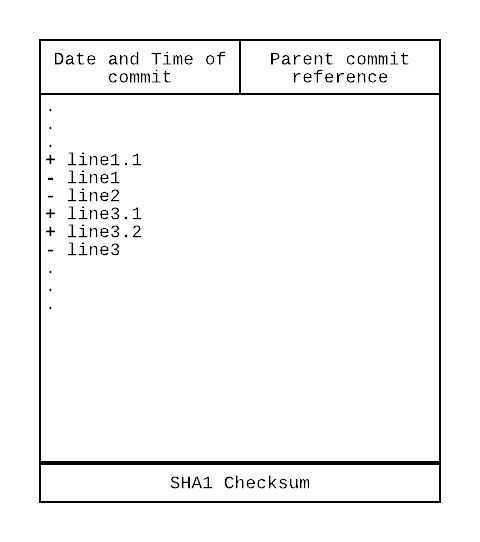 Date and Time of
commit
Parent commit
reference
.
.
.
+ line1.1
- line1
- line2
+ line3.1
+ line3.2
- line3
.
.
.
SHA1 Checksum